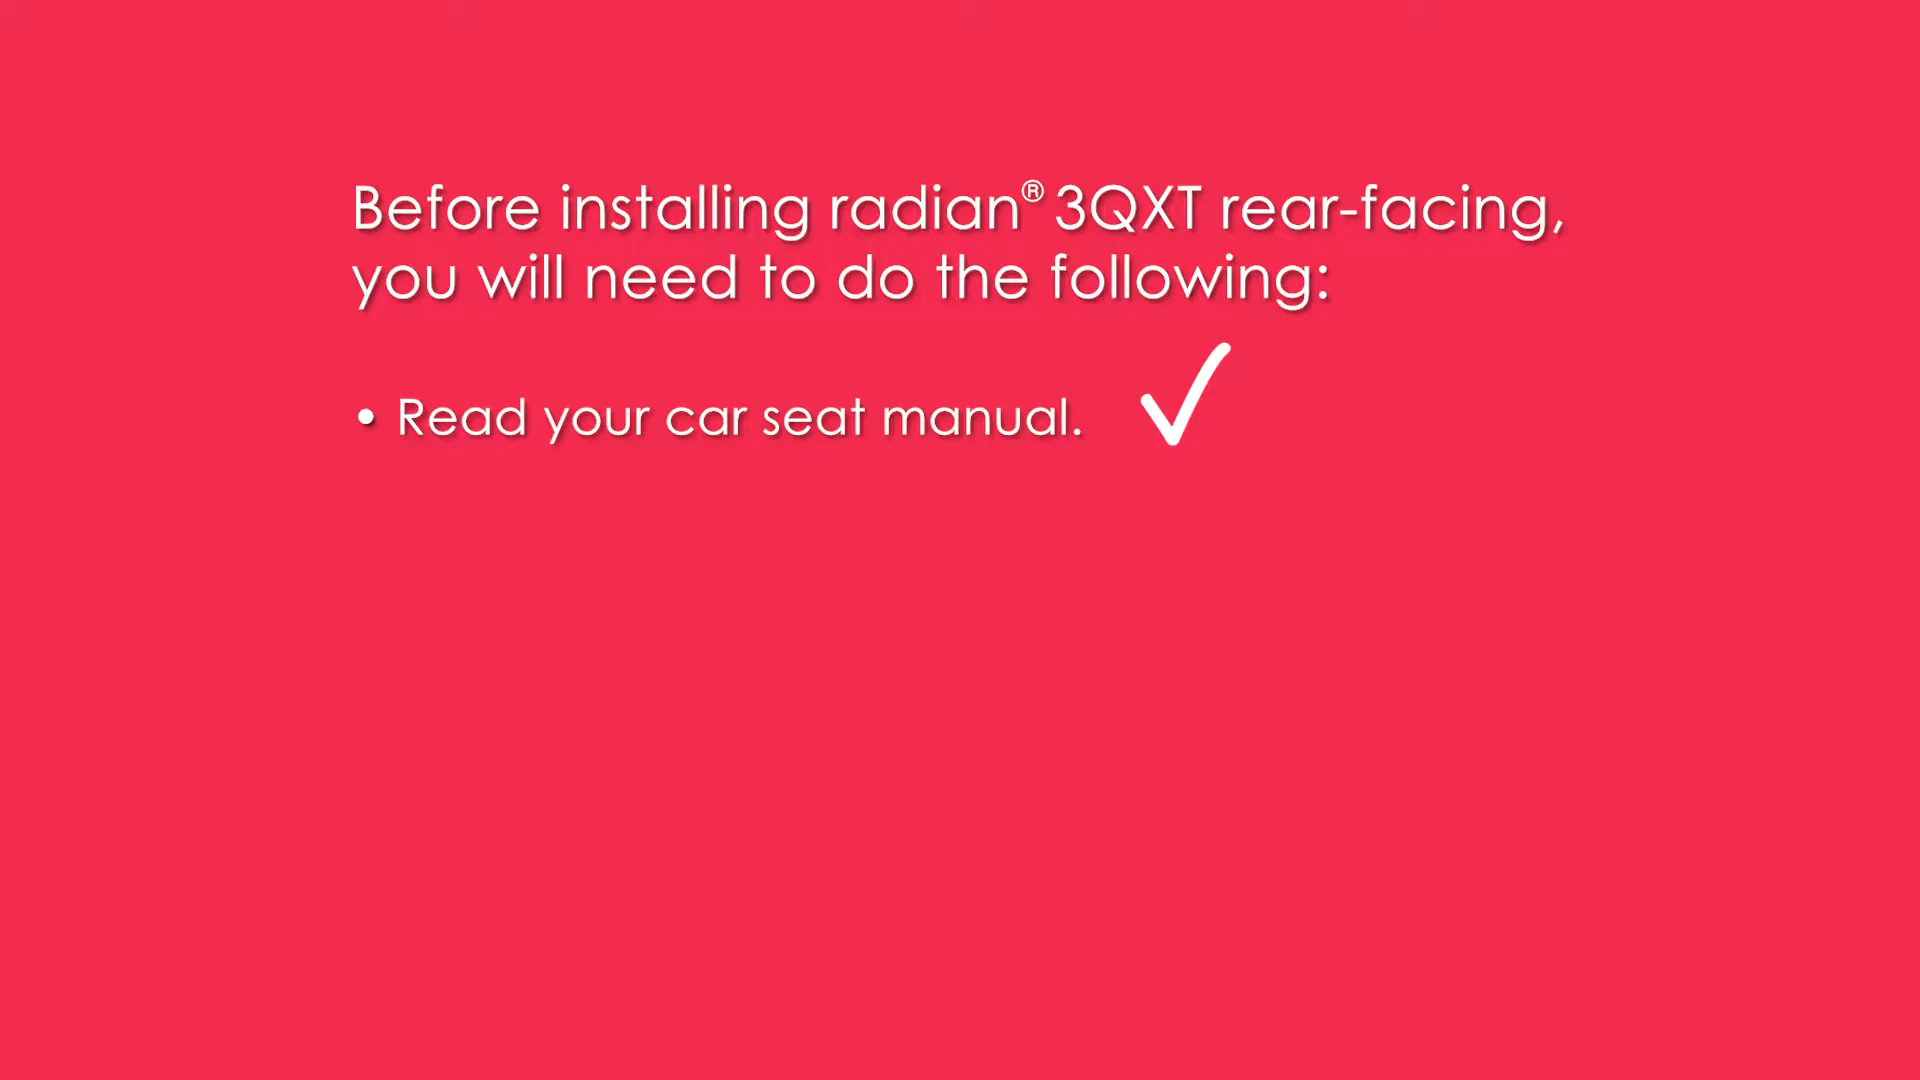 Before installing radian® 3QXT rear-facing,
you will need to do the following:
• Read your car seat manual.